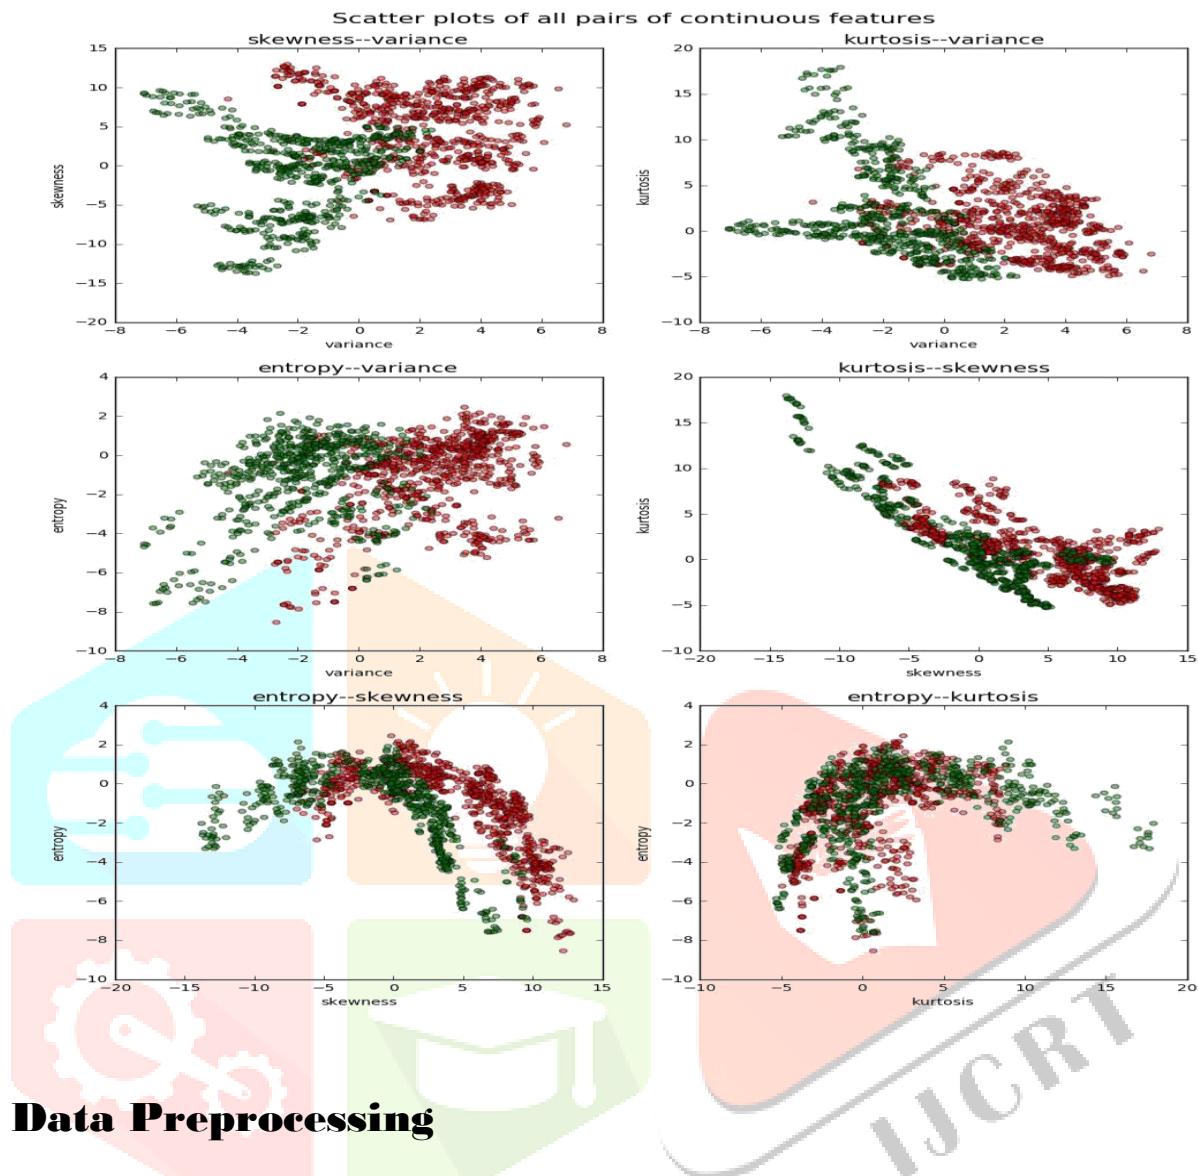 Scatter plots of all pairs of continuous features
skewness--variance
kurtosis--variance
15
10
5
0
−5
−10
−15
−20
skewness
−8 −6 −4 −2 0 2 4 6 8
variance
20
15
10
5
0
−5
−10
kurtosis
−8 −6 −4 −2 0 2 4 6 8
variance
entropy--variance
kurtosis--skewness
4
2
0
−2
−4
−6
−8
−10
entropy
−8 −6 −4 −2 0 2 4 6 8
variance
20
15
10
5
0
−5
−10
kurtosis
−20 −15 −10 −5 0 5 10 15
skewness
entropy--skewness
entropy--kurtosis
4
2
0
−2
−4
−6
−8
−10
entropy
−20 −15 −10 −5 0 5 10 15
skewness
4
2
0
−2
−4
−6
−8
−10
entropy
−10 −5 0 5 10 15 20
kurtosis
Data Preprocessing
IJCRT